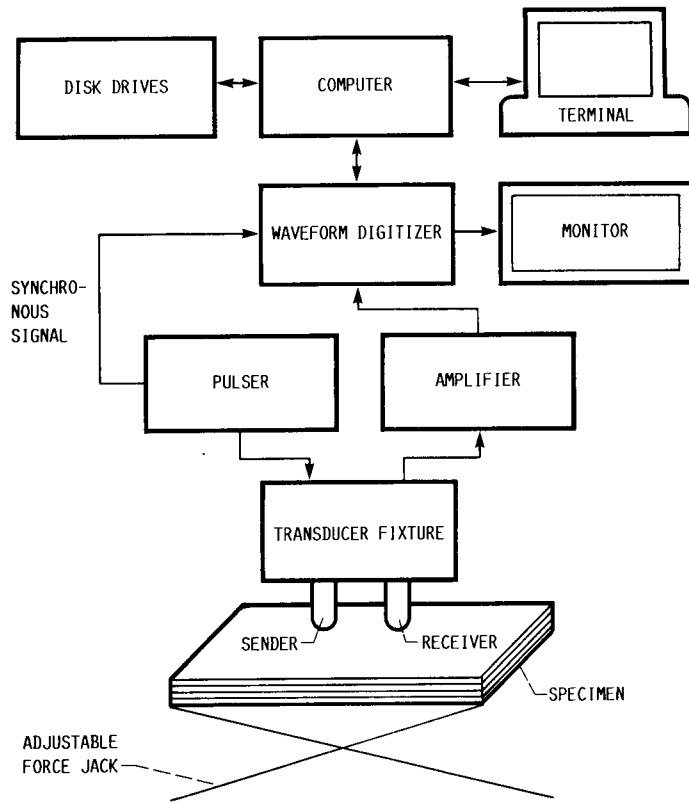 DISK DRIVES
COMPUTER
TERMINAL
WAVEFORM DIGITIZER
MONITOR
SYNCHRO-
NOUS
SIGNAL
PULSER
AMPLIFIER
TRANSDUCER FIXTURE
SENDER
RECEIVER
SPECIMEN
ADJUSTABLE
FORCE JACK